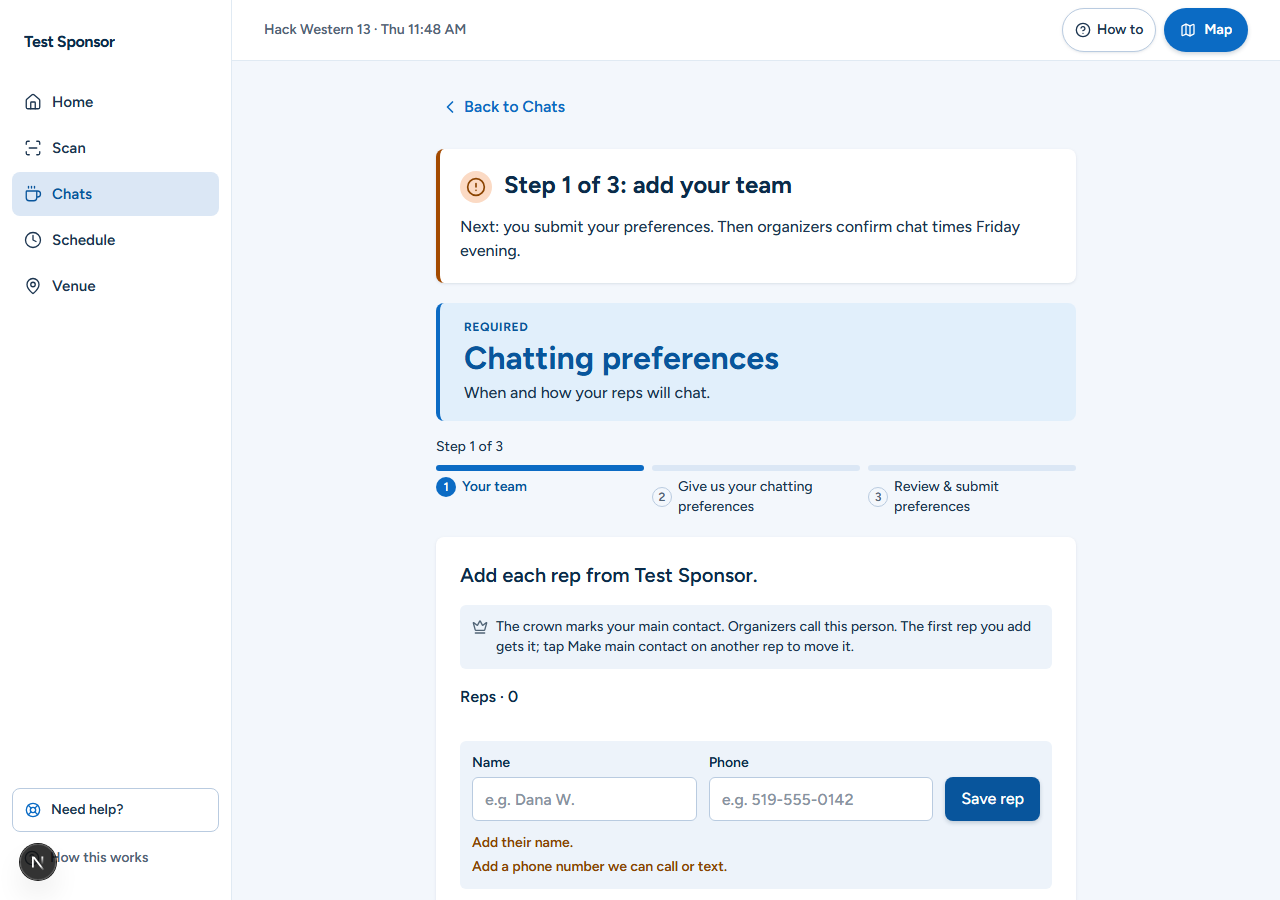 Test Sponsor
Home
Scan
Chats
Schedule
Venue
Need help?
How this works
N
Hack Western 13 · Thu 11:48 AM
How to
Map
Back to Chats
Step 1 of 3: add your team
Next: you submit your preferences. Then organizers confirm chat times Friday
evening.
REQUIRED
Chatting preferences
When and how your reps will chat.
Step 1 of 3
1 Your team
2 Give us your chatting
preferences
3 Review & submit
preferences
Add each rep from Test Sponsor.
The crown marks your main contact. Organizers call this person. The first rep you add
gets it; tap Make main contact on another rep to move it.
Reps · 0
Name
Phone
e.g. Dana W.
e.g. 519-555-0142
Save rep
Add their name.
Add a phone number we can call or text.